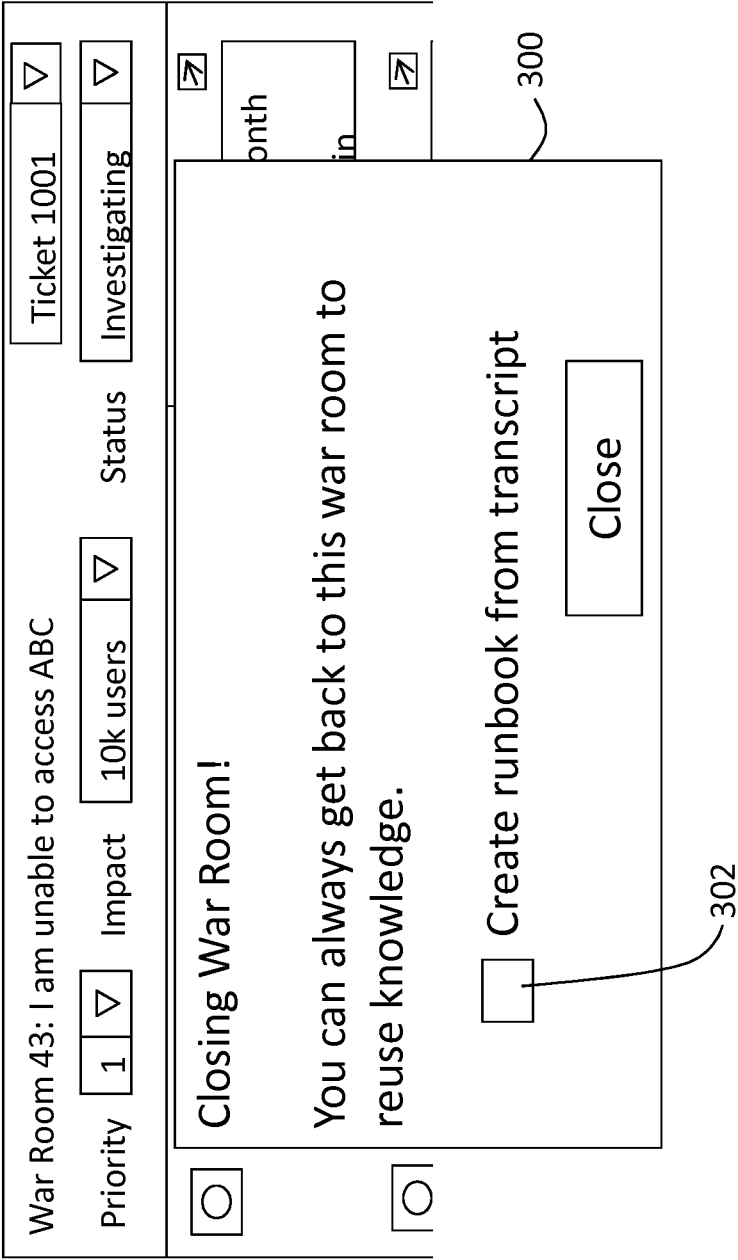 War Room 43: I am unable to access ABC
Ticket 1001
Priority 1 Impact 10k users Status Investigating
onth
in
Closing War Room!
You can always get back to this war room to
reuse knowledge.
Create runbook from transcript
Close
300
302